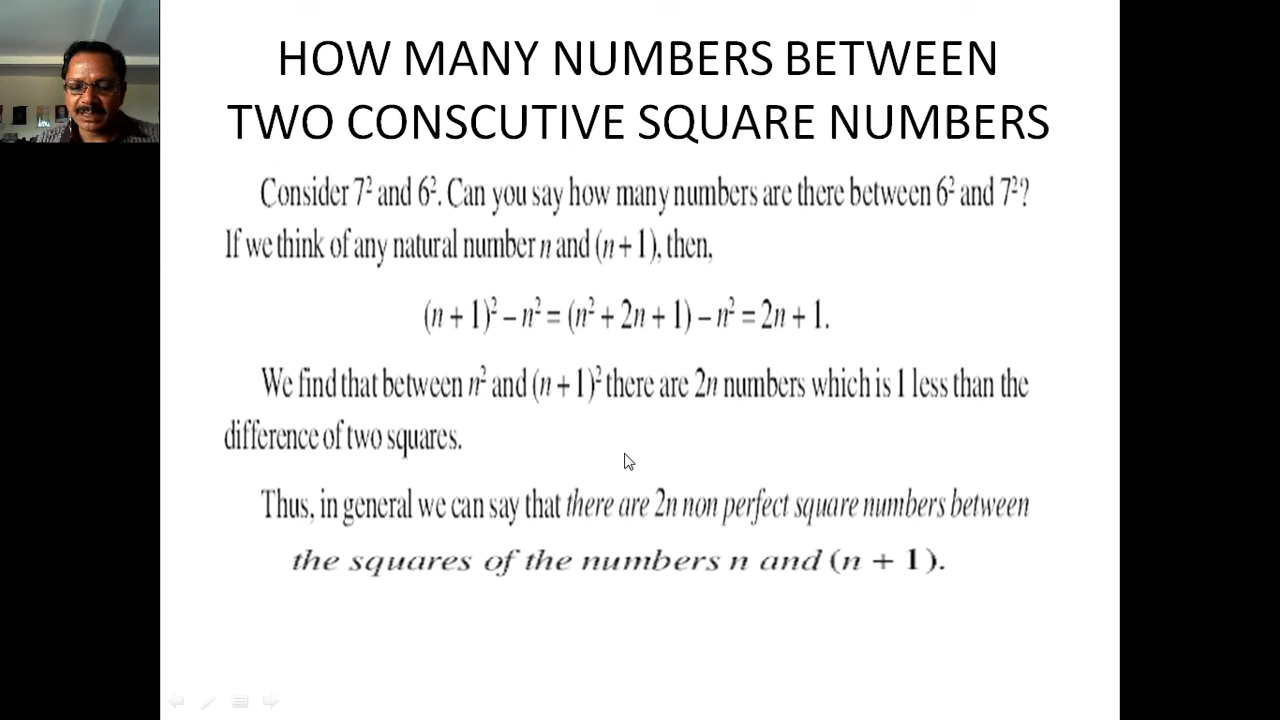 HOW MANY NUMBERS BETWEEN
TWO CONSCUTIVE SQUARE NUMBERS
Consider 7² and 6². Can you say how many numbers are there between 6² and 7²?
If we think of any natural number n and (n + 1), then,
(n + 1)² – n² = (n² + 2n + 1) – n² = 2n + 1.
We find that between n² and (n + 1)² there are 2n numbers which is 1 less than the
difference of two squares.
Thus, in general we can say that there are 2n non perfect square numbers between
the squares of the numbers n and (n + 1).